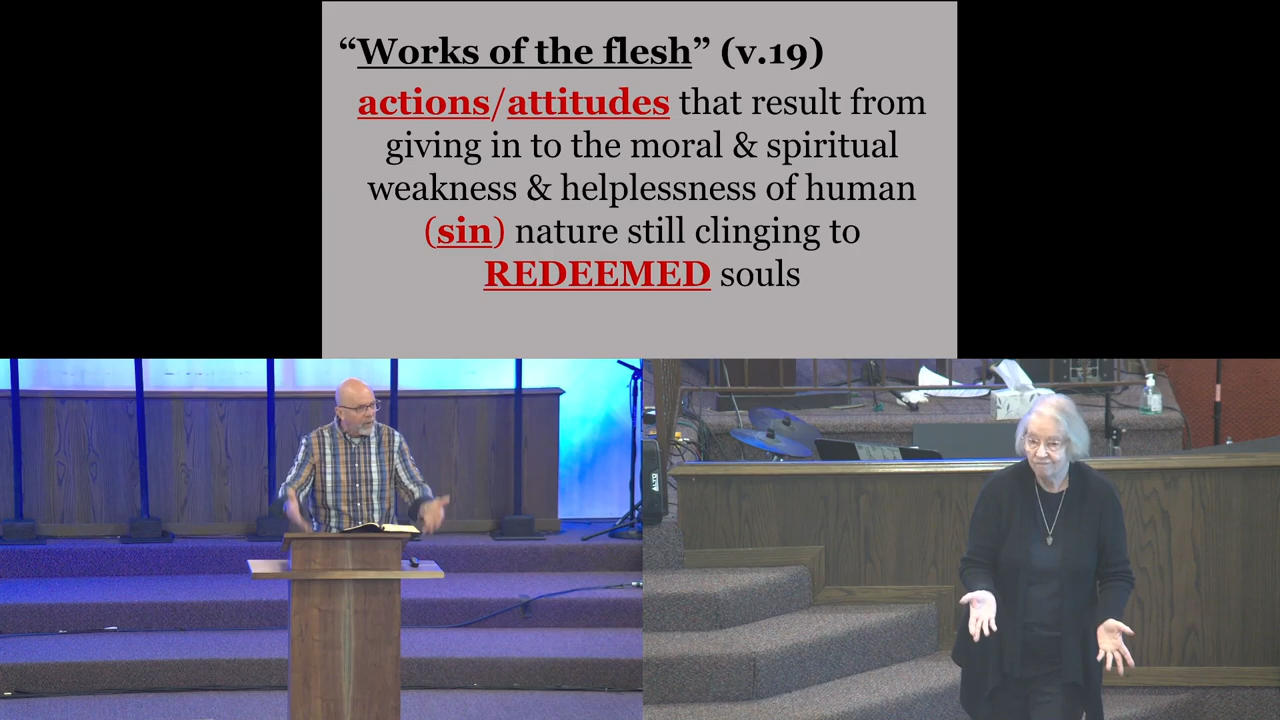 “Works of the flesh” (v.19)
actions/attitudes that result from
giving in to the moral & spiritual
weakness & helplessness of human
(sin) nature still clinging to
REDEEMED souls
ALTO